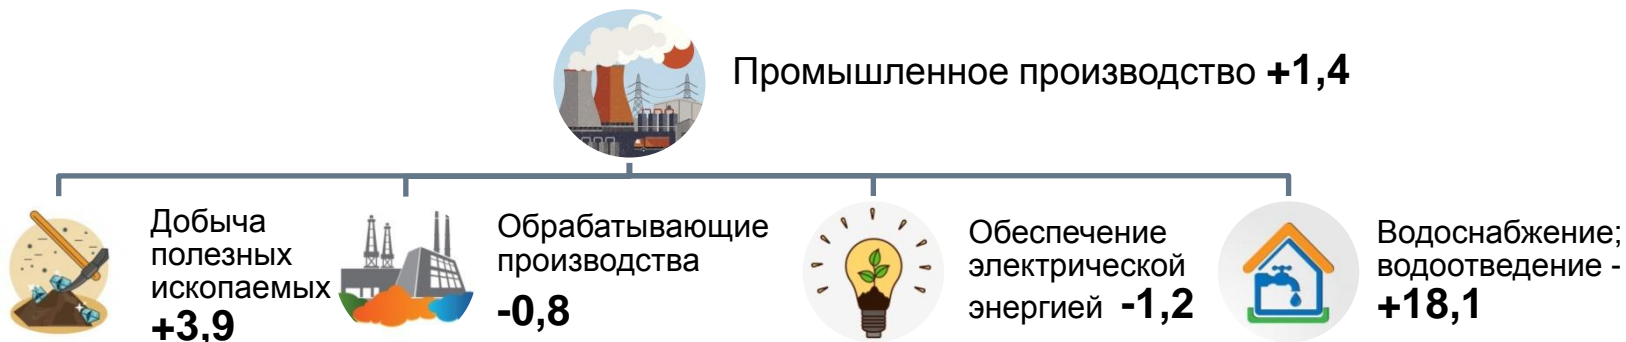 Промышленное производство +1,4
Добыча
полезных
ископаемых
+3,9
Обрабатывающие
производства
-0,8
Обеспечение
электрической
энергией -1,2
Водоснабжение;
водоотведение -
+18,1